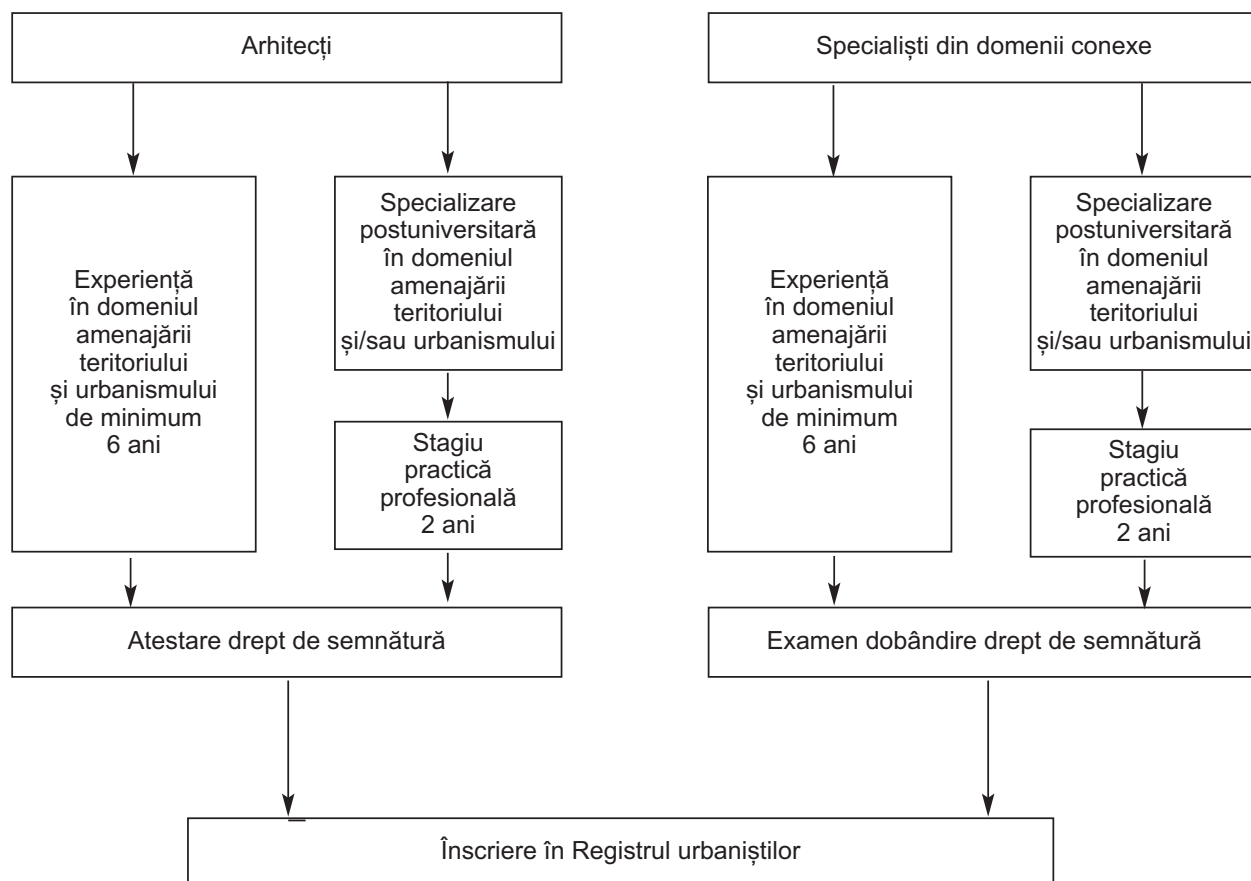 Arhitecți
Specialiști din domenii conexe
Experiență
în domeniul
amenajării
teritoriului
și urbanismului
de minimum
6 ani
Specializare
postuniversitară
în domeniul
amenajării
teritoriului
și/sau urbanismului
Stagiu
practică
profesională
2 ani
Experiență
în domeniul
amenajării
teritoriului
și urbanismului
de minimum
6 ani
Specializare
postuniversitară
în domeniul
amenajării
teritoriului
și/sau urbanismului
Stagiu
practică
profesională
2 ani
Atestare drept de semnătură
Examen dobândire drept de semnătură
Înscriere în Registrul urbaniștilor